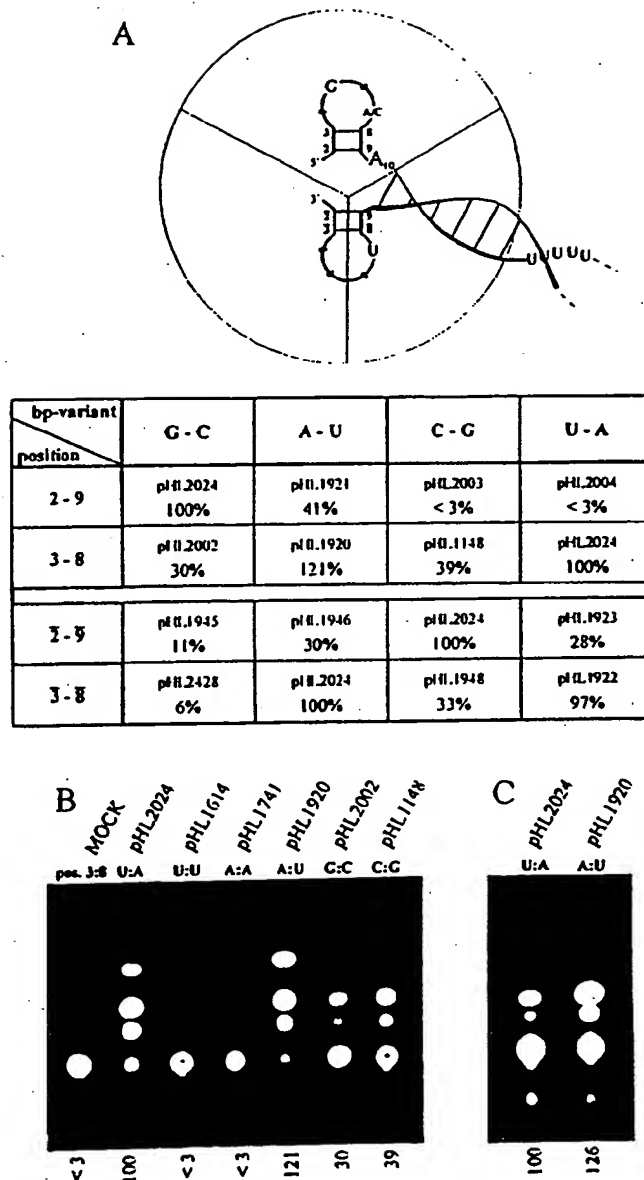 A
C
A/C
3 8
2 9
5'
A10
3'
2 9
3 8
U
U U U U U
bp-variant
position
G - C A - U C - G U - A
2 - 9
pHL2024 pHL1921 pHL2003 pHL2004
100% 41% < 3% < 3%
3 - 8
pHL2002 pHL1920 pHL1148 pHL2024
30% 121% 39% 100%
2̅ - 9̅
pHL1945 pHL1946 pHL2024 pHL1923
11% 30% 100% 28%
3̅ - 8̅
pHL2428 pHL2024 pHL1948 pHL1922
6% 100% 33% 97%
B
MOCK pHL2024 pHL1614 pHL1741 pHL1920 pHL2002 pHL1148
pos. 3:8 U:A U:U A:A A:U G:C C:G
< 3 100 < 3 < 3 121 30 39
C
pHL2024 pHL1920
U:A A:U
100 126